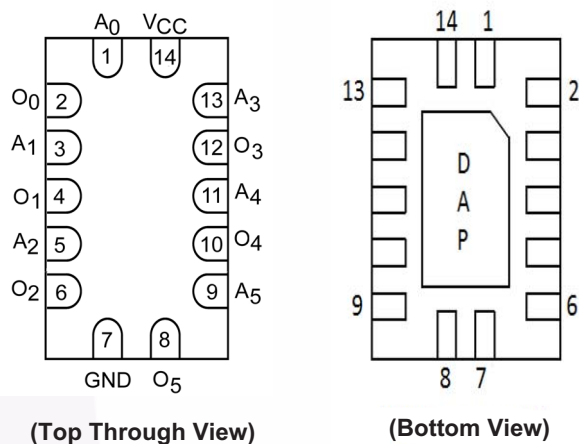 A0 VCC
1 14
O0 2 13 A3
A1 3 12 O3
O1 4 11 A4
A2 5 10 O4
O2 6 9 A5
7 8
GND O5
(Top Through View)
14 1
13 2
D
A
P
9 6
8 7
(Bottom View)